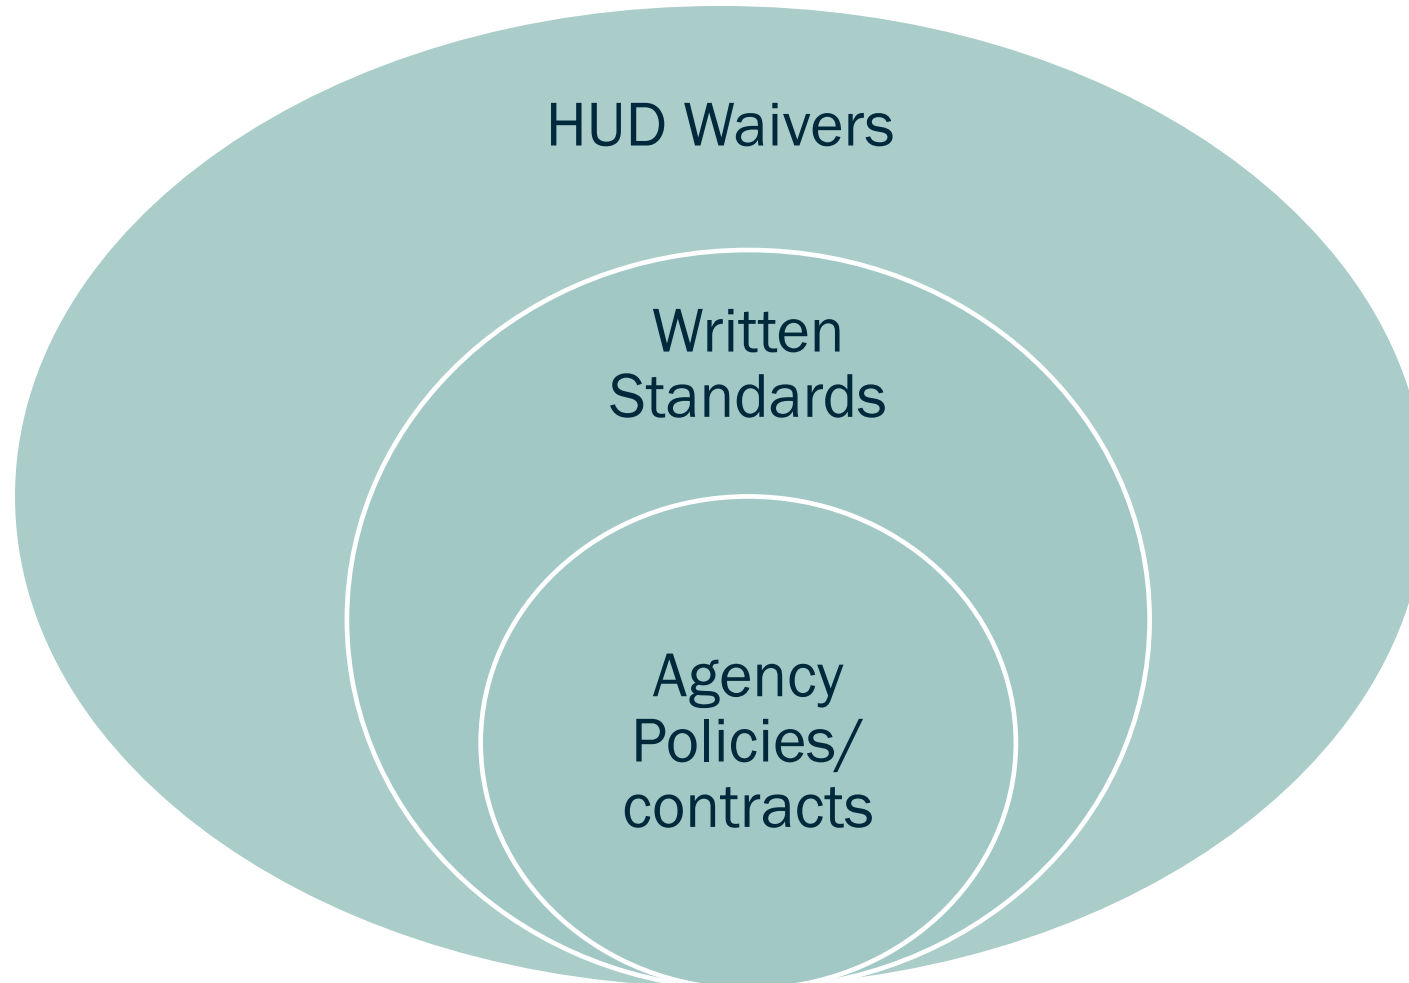 HUD Waivers
Written
Standards
Agency
Policies/
contracts